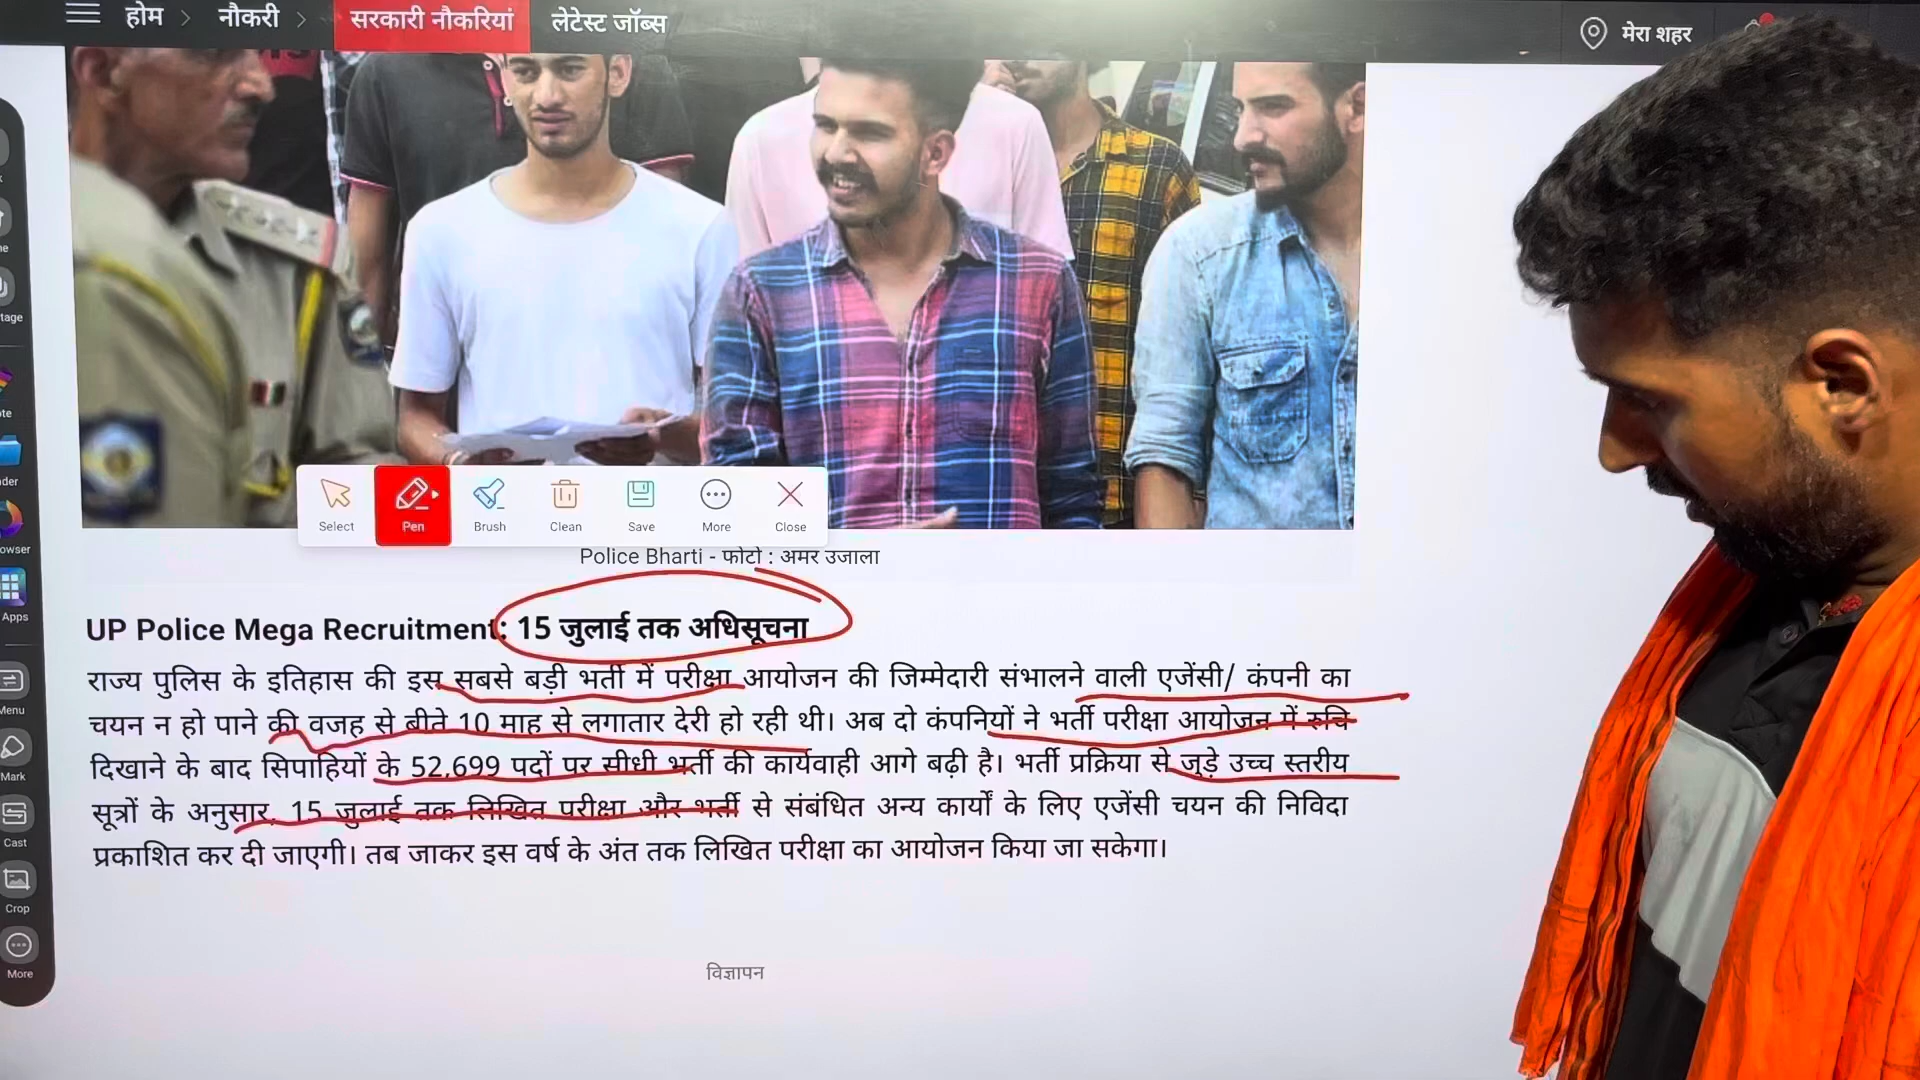 होम > नौकरी > सरकारी नौकरियां लेटेस्ट जॉब्स
मेरा शहर
Select Pen Brush Clean Save More Close
Police Bharti - फोटो : अमर उजाला
UP Police Mega Recruitment: 15 जुलाई तक अधिसूचना
राज्य पुलिस के इतिहास की इस सबसे बड़ी भर्ती में परीक्षा आयोजन की जिम्मेदारी संभालने वाली एजेंसी/ कंपनी का
चयन न हो पाने की वजह से बीते 10 माह से लगातार देरी हो रही थी। अब दो कंपनियों ने भर्ती परीक्षा आयोजन में रुचि
दिखाने के बाद सिपाहियों के 52,699 पदों पर सीधी भर्ती की कार्यवाही आगे बढ़ी है। भर्ती प्रक्रिया से जुड़े उच्च स्तरीय
सूत्रों के अनुसार, 15 जुलाई तक लिखित परीक्षा और भर्ती से संबंधित अन्य कार्यों के लिए एजेंसी चयन की निविदा
प्रकाशित कर दी जाएगी। तब जाकर इस वर्ष के अंत तक लिखित परीक्षा का आयोजन किया जा सकेगा।
विज्ञापन
Apps
Menu
Mark
Cast
Crop
More